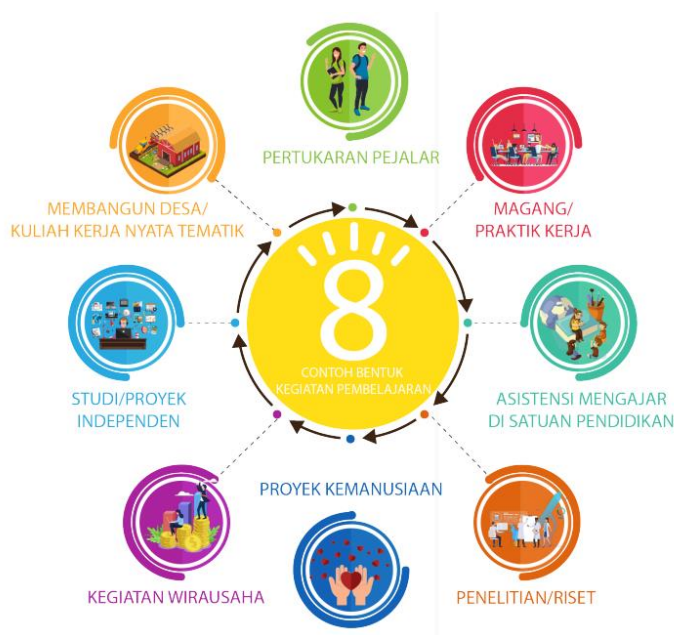 PERTUKARAN PEJALAR
MAGANG/
PRAKTIK KERJA
ASISTENSI MENGAJAR
DI SATUAN PENDIDIKAN
PENELITIAN/RISET
PROYEK KEMANUSIAAN
KEGIATAN WIRAUSAHA
STUDI/PROYEK
INDEPENDEN
MEMBANGUN DESA/
KULIAH KERJA NYATA TEMATIK
8
CONTOH BENTUK
KEGIATAN PEMBELAJARAN